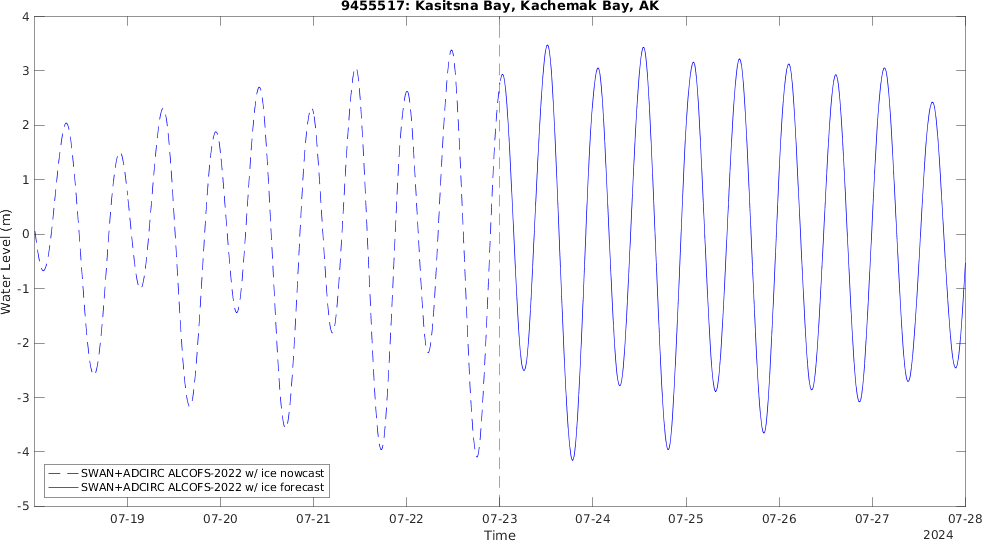 9455517: Kasitsna Bay, Kachemak Bay, AK
4
3
2
1
0
-1
-2
-3
-4
-5
Water Level (m)
SWAN+ADCIRC ALCOFS-2022 w/ ice nowcast
SWAN+ADCIRC ALCOFS-2022 w/ ice forecast
07-19 07-20 07-21 07-22 07-23 07-24 07-25 07-26 07-27 07-28
Time
2024